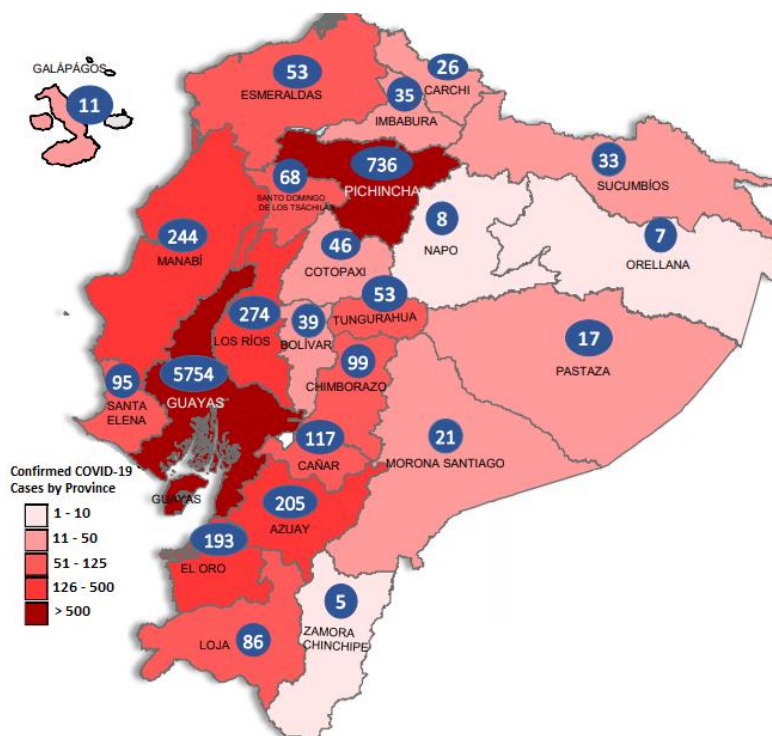 GALÁPAGOS
11
53
ESMERALDAS
26
CARCHI
35
IMBABURA
736
PICHINCHA
68
SANTO DOMINGO
DE LOS TSÁCHILAS
33
SUCUMBÍOS
8
NAPO
7
ORELLANA
244
MANABÍ
46
COTOPAXI
53
TUNGURAHUA
274
LOS RÍOS
39
BOLÍVAR
17
PASTAZA
99
CHIMBORAZO
95
SANTA
ELENA
5754
GUAYAS
117
CAÑAR
21
MORONA SANTIAGO
GUAYAS
205
AZUAY
193
EL ORO
5
ZAMORA
CHINCHIPE
86
LOJA
Confirmed COVID-19
Cases by Province
1 - 10
11 - 50
51 - 125
126 - 500
> 500